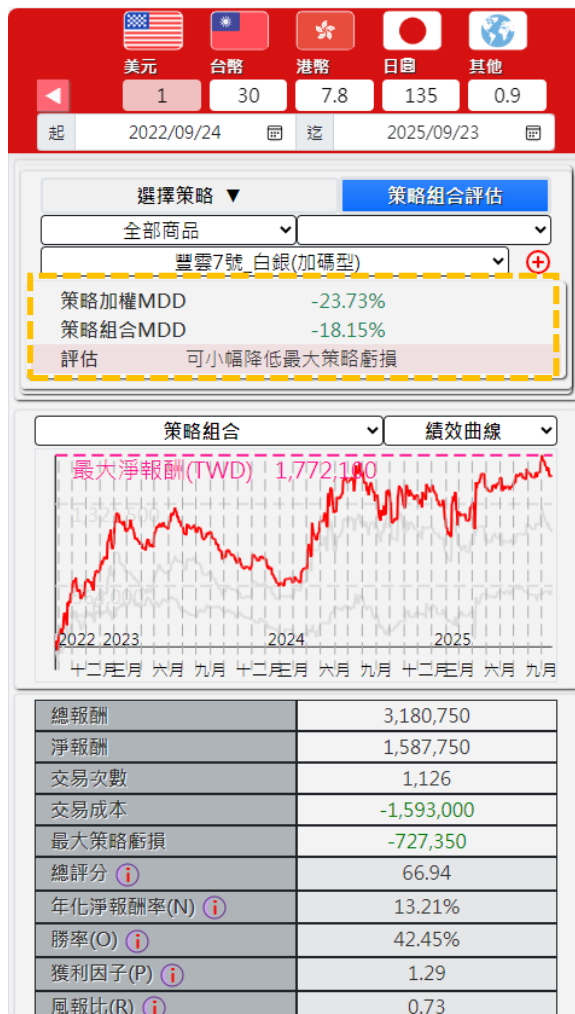 美元 台幣 港幣 日圓 其他
1 30 7.8 135 0.9
起 2022/09/24 迄 2025/09/23
選擇策略 ▼ 策略組合評估
全部商品
豐雲7號_白銀(加碼型)
策略加權MDD -23.73%
策略組合MDD -18.15%
評估 可小幅降低最大策略虧損
策略組合 績效曲線
最大淨報酬(TWD) 1,772,100
2022 2023 2024 2025
十二月 三月 六月 九月 十二月 三月 六月 九月 十二月 三月 六月 九月
總報酬 3,180,750
淨報酬 1,587,750
交易次數 1,126
交易成本 -1,593,000
最大策略虧損 -727,350
總評分 i 66.94
年化淨報酬率(N) i 13.21%
勝率(O) i 42.45%
獲利因子(P) i 1.29
風報比(R) i 0.73